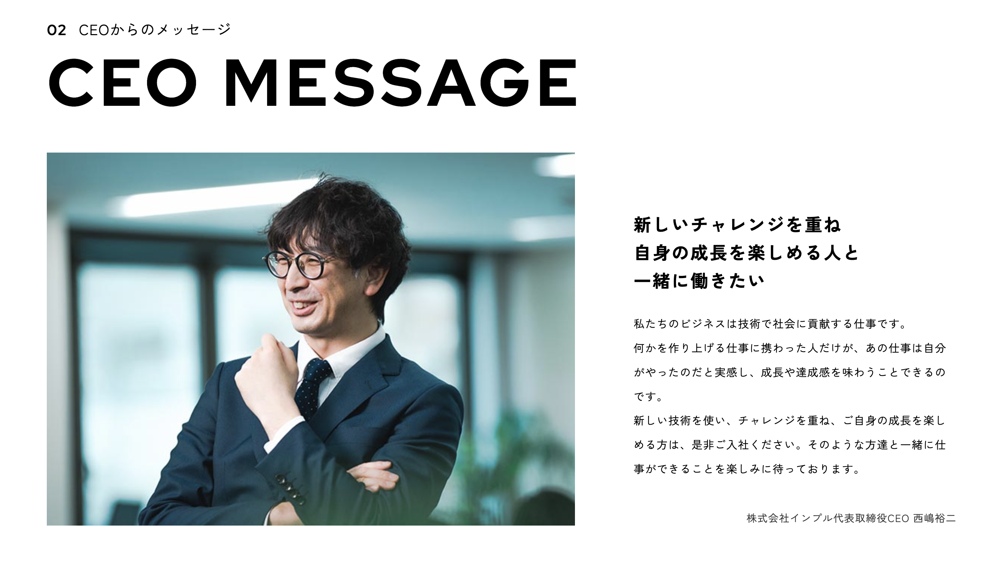 02 CEOからのメッセージ
CEO MESSAGE
新しいチャレンジを重ね
自身の成長を楽しめる人と
一緒に働きたい
私たちのビジネスは技術で社会に貢献する仕事です。
何かを作り上げる仕事に携わった人だけが、あの仕事は自分
がやったのだと実感し、成長や達成感を味わうことできるの
です。
新しい技術を使い、チャレンジを重ね、ご自身の成長を楽し
める方は、是非ご入社ください。そのような方達と一緒に仕
事ができることを楽しみに待っております。
株式会社インプル代表取締役CEO 西嶋裕二